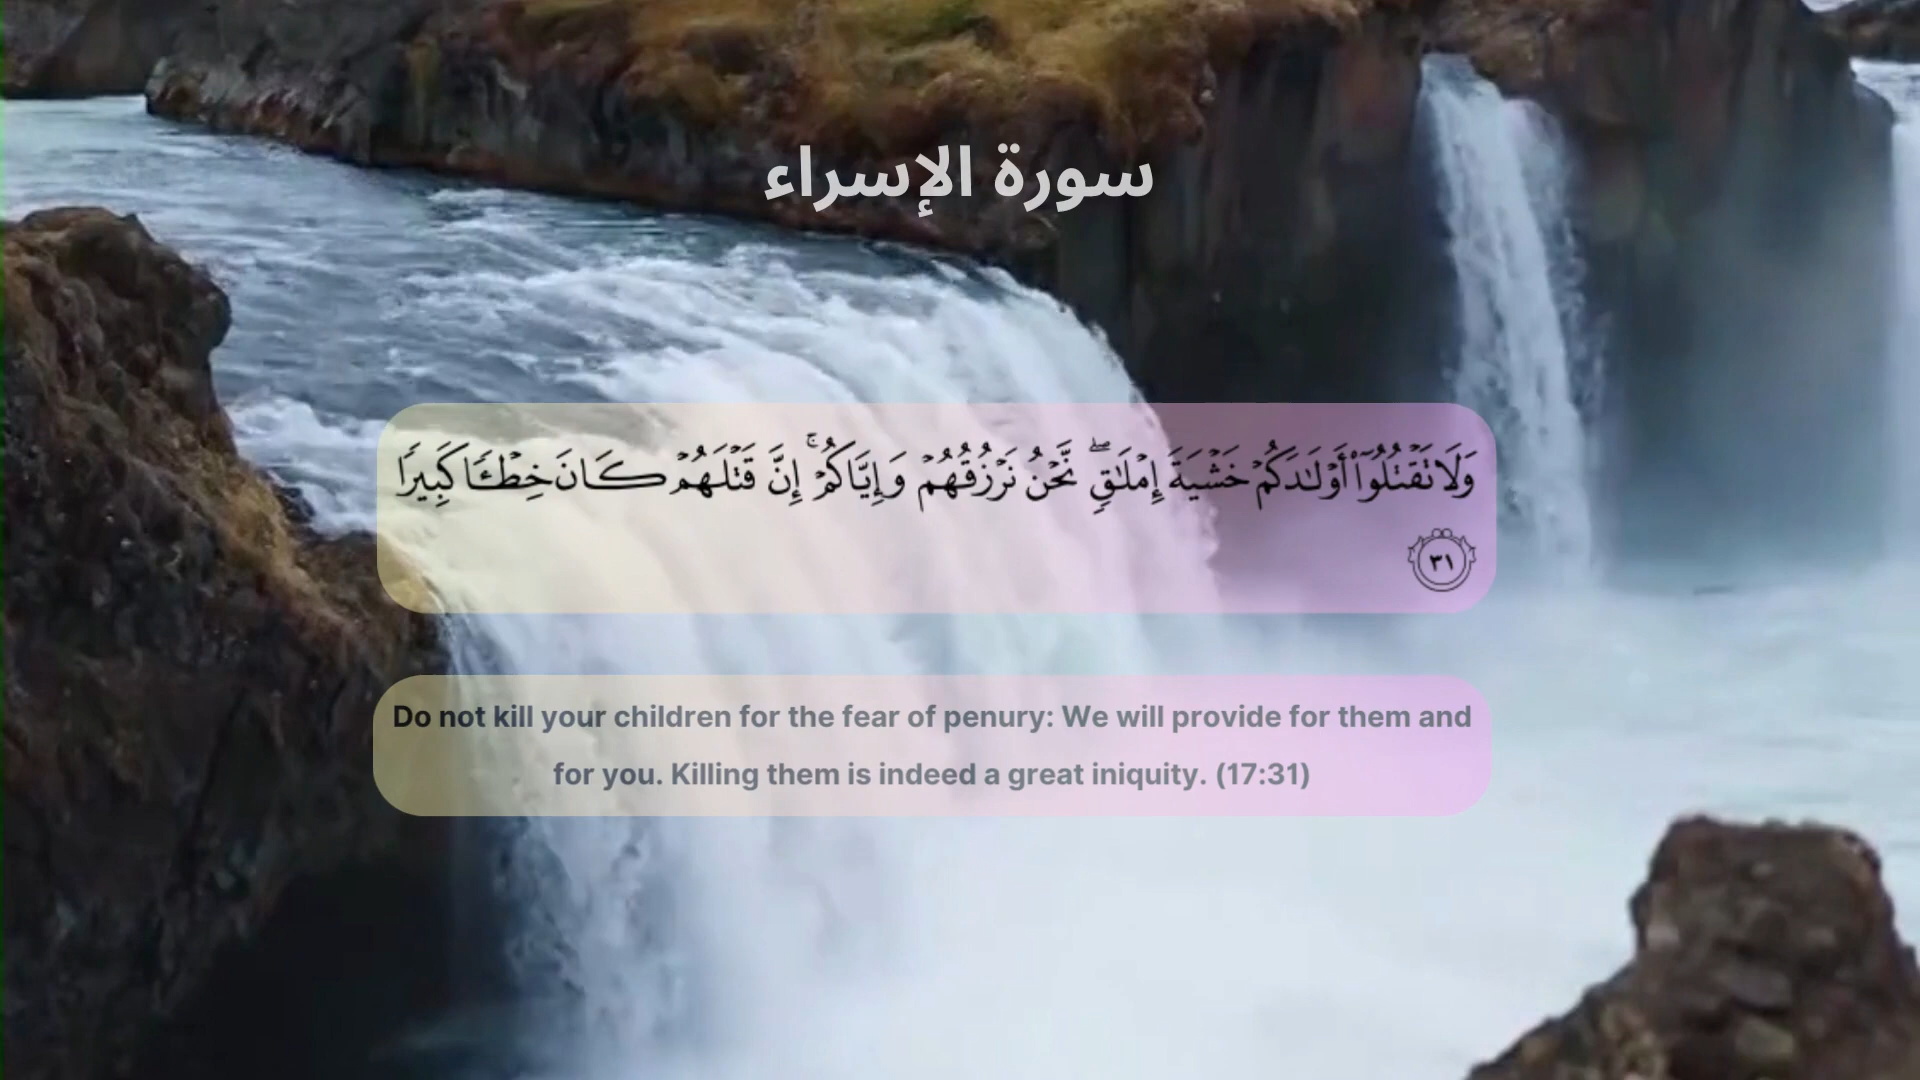 سورة الإسراء
وَلَا تَقْتُلُوٓا۟ أَوْلَـٰدَكُمْ خَشْيَةَ إِمْلَـٰقٍۢ ۖ نَّحْنُ نَرْزُقُهُمْ وَإِيَّاكُمْ ۚ إِنَّ قَتْلَهُمْ كَانَ خِطْـًۭٔا كَبِيرًۭا
٣١
Do not kill your children for the fear of penury: We will provide for them and
for you. Killing them is indeed a great iniquity. (17:31)